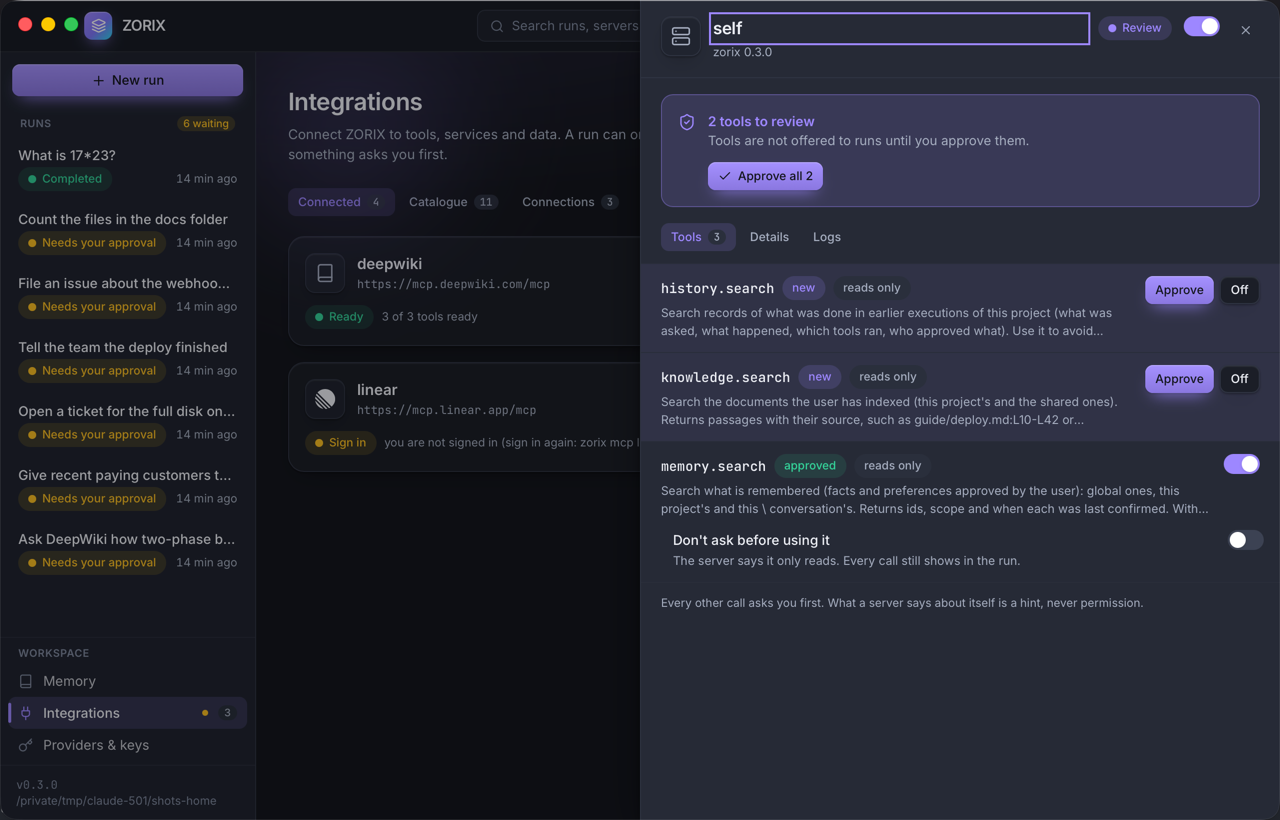 ZORIX
Search runs, servers
New run
RUNS
6 waiting
What is 17*23?
Completed
14 min ago
Count the files in the docs folder
Needs your approval
14 min ago
File an issue about the webhoo...
Needs your approval
14 min ago
Tell the team the deploy finished
Needs your approval
14 min ago
Open a ticket for the full disk on...
Needs your approval
14 min ago
Give recent paying customers t...
Needs your approval
14 min ago
Ask DeepWiki how two-phase b...
Needs your approval
14 min ago
WORKSPACE
Memory
Integrations
3
Providers & keys
v0.3.0
/private/tmp/claude-501/shots-home
Integrations
Connect ZORIX to tools, services and data. A run can o
something asks you first.
Connected 4
Catalogue 11
Connections 3
deepwiki
https://mcp.deepwiki.com/mcp
Ready
3 of 3 tools ready
linear
https://mcp.linear.app/mcp
Sign in
you are not signed in (sign in again: zorix mcp l
self
zorix 0.3.0
Review
2 tools to review
Tools are not offered to runs until you approve them.
Approve all 2
Tools 3
Details
Logs
history.search new reads only
Approve
Off
Search records of what was done in earlier executions of this project (what was
asked, what happened, which tools ran, who approved what). Use it to avoid...
knowledge.search new reads only
Approve
Off
Search the documents the user has indexed (this project's and the shared ones).
Returns passages with their source, such as guide/deploy.md:L10-L42 or...
memory.search approved reads only
Search what is remembered (facts and preferences approved by the user): global ones, this
project's and this \ conversation's. Returns ids, scope and when each was last confirmed. With...
Don't ask before using it
The server says it only reads. Every call still shows in the run.
Every other call asks you first. What a server says about itself is a hint, never permission.